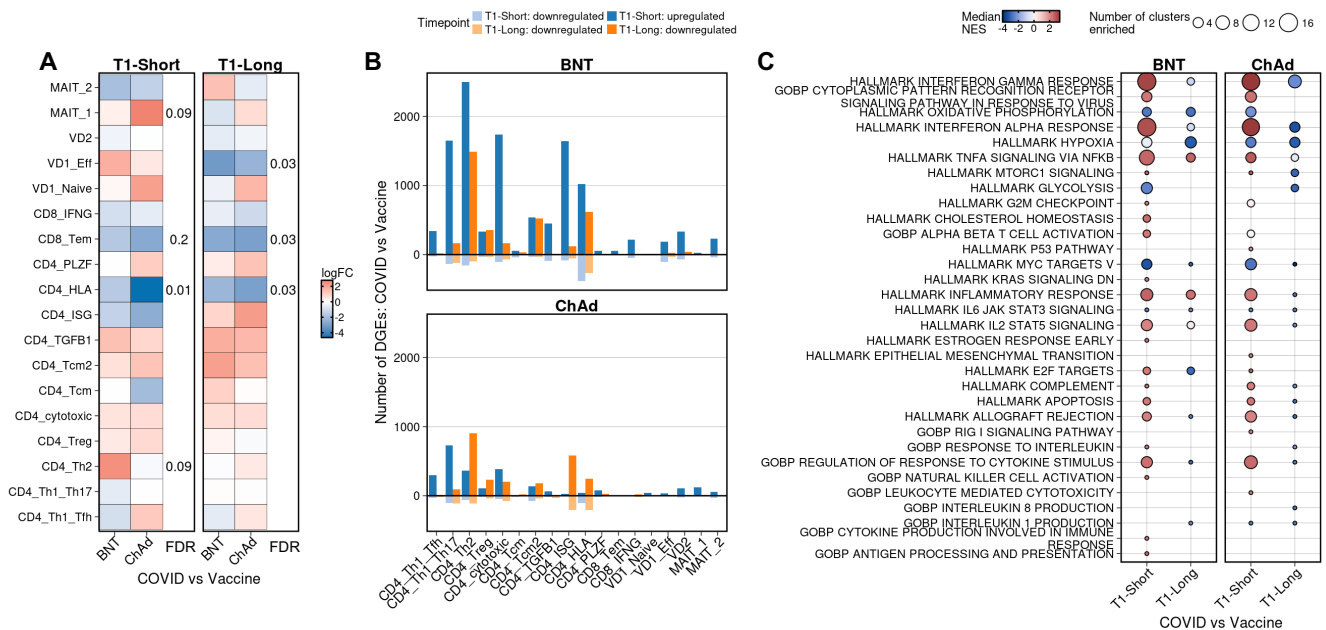 Timepoint
T1-Short: downregulated
T1-Short: upregulated
T1-Long: downregulated
T1-Long: downregulated
Median
NES
-4 -2 0 2
Number of clusters
enriched
4 8 12 16
A
T1-Short
T1-Long
MAIT_2
MAIT_1
VD2
VD1_Eff
VD1_Naive
CD8_IFNG
CD8_Tem
CD4_PLZF
CD4_HLA
CD4_ISG
CD4_TGFB1
CD4_Tcm2
CD4_Tcm
CD4_cytotoxic
CD4_Treg
CD4_Th2
CD4_Th1_Th17
CD4_Th1_Tfh
0.09
0.2
0.01
0.09
0.03
0.03
0.03
BNT
ChAd
FDR
BNT
ChAd
FDR
COVID vs Vaccine
logFC
2
0
-2
-4
B
BNT
2000
1000
0
ChAd
2000
1000
0
Number of DGEs: COVID vs Vaccine
CD4_Th1_Tfh
CD4_Th1_Th17
CD4_Th2
CD4_Treg
CD4_cytotoxic
CD4_Tcm
CD4_Tcm2
CD4_TGFB1
CD4_ISG
CD4_HLA
CD4_PLZF
CD8_Tem
CD8_IFNG
VD1_Naive
VD1_Eff
VD2
MAIT_1
MAIT_2
C
BNT
ChAd
HALLMARK INTERFERON GAMMA RESPONSE
GOBP CYTOPLASMIC PATTERN RECOGNITION RECEPTOR
SIGNALING PATHWAY IN RESPONSE TO VIRUS
HALLMARK OXIDATIVE PHOSPHORYLATION
HALLMARK INTERFERON ALPHA RESPONSE
HALLMARK HYPOXIA
HALLMARK TNFA SIGNALING VIA NFKB
HALLMARK MTORC1 SIGNALING
HALLMARK GLYCOLYSIS
HALLMARK G2M CHECKPOINT
HALLMARK CHOLESTEROL HOMEOSTASIS
GOBP ALPHA BETA T CELL ACTIVATION
HALLMARK P53 PATHWAY
HALLMARK MYC TARGETS V
HALLMARK KRAS SIGNALING DN
HALLMARK INFLAMMATORY RESPONSE
HALLMARK IL6 JAK STAT3 SIGNALING
HALLMARK IL2 STAT5 SIGNALING
HALLMARK ESTROGEN RESPONSE EARLY
HALLMARK EPITHELIAL MESENCHYMAL TRANSITION
HALLMARK E2F TARGETS
HALLMARK COMPLEMENT
HALLMARK APOPTOSIS
HALLMARK ALLOGRAFT REJECTION
GOBP RIG I SIGNALING PATHWAY
GOBP RESPONSE TO INTERLEUKIN
GOBP REGULATION OF RESPONSE TO CYTOKINE STIMULUS
GOBP NATURAL KILLER CELL ACTIVATION
GOBP LEUKOCYTE MEDIATED CYTOTOXICITY
GOBP INTERLEUKIN 8 PRODUCTION
GOBP INTERLEUKIN 1 PRODUCTION
GOBP CYTOKINE PRODUCTION INVOLVED IN IMMUNE
RESPONSE
GOBP ANTIGEN PROCESSING AND PRESENTATION
T1-Short
T1-Long
T1-Short
T1-Long
COVID vs Vaccine